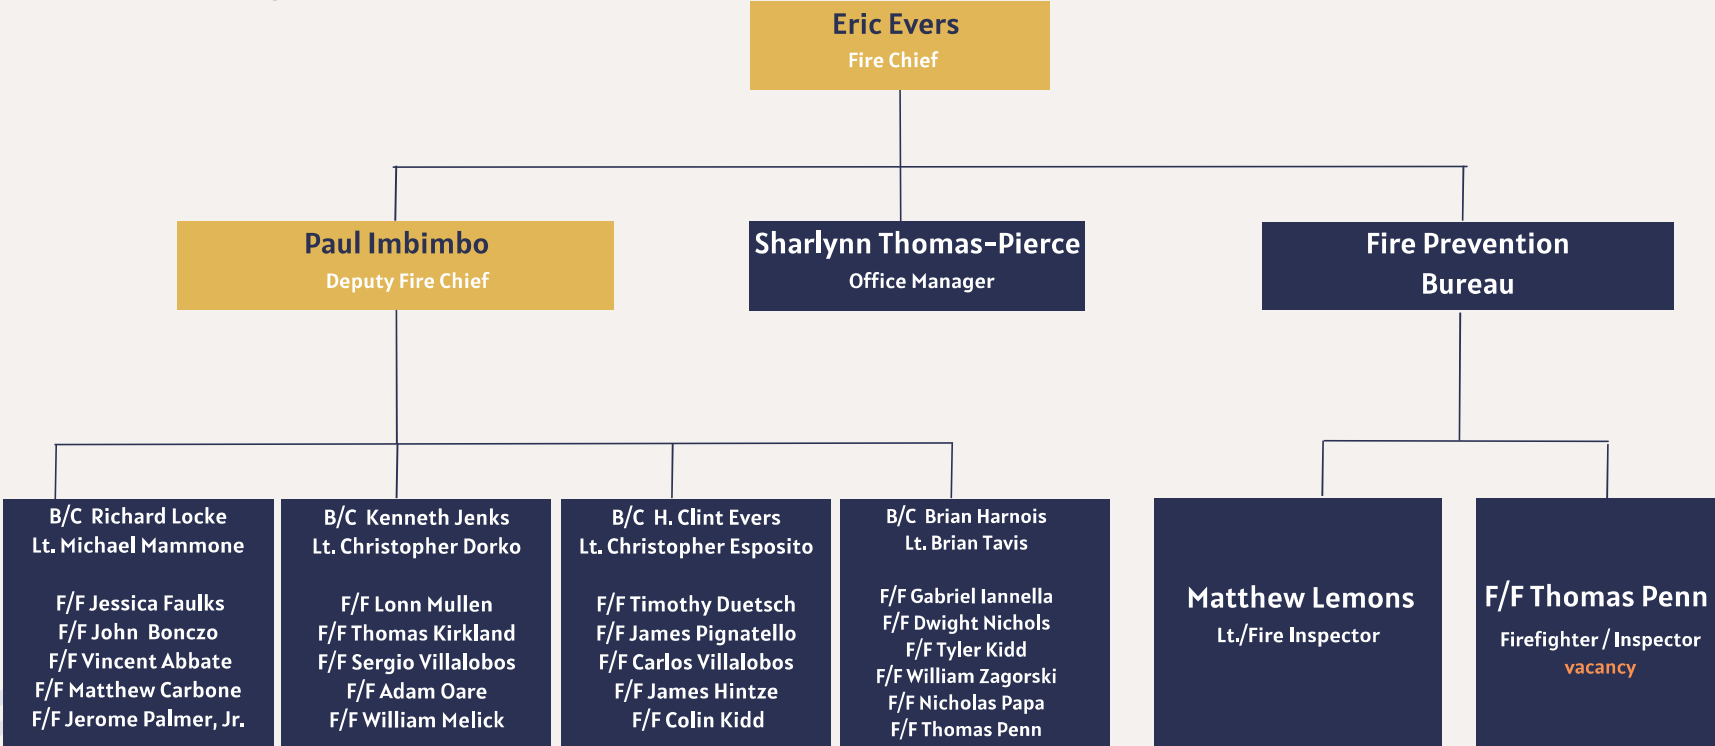 Eric Evers
Fire Chief
Paul Imbimbo
Deputy Fire Chief
Sharlynn Thomas-Pierce
Office Manager
Fire Prevention
Bureau
B/C Richard Locke
Lt. Michael Mammone
F/F Jessica Faulks
F/F John Bonczo
F/F Vincent Abbate
F/F Matthew Carbone
F/F Jerome Palmer, Jr.
B/C Kenneth Jenks
Lt. Christopher Dorko
F/F Lonn Mullen
F/F Thomas Kirkland
F/F Sergio Villalobos
F/F Adam Oare
F/F William Melick
B/C H. Clint Evers
Lt. Christopher Esposito
F/F Timothy Duetsch
F/F James Pignatello
F/F Carlos Villalobos
F/F James Hintze
F/F Colin Kidd
B/C Brian Harnois
Lt. Brian Tavis
F/F Gabriel Iannella
F/F Dwight Nichols
F/F Tyler Kidd
F/F William Zagorski
F/F Nicholas Papa
F/F Thomas Penn
Matthew Lemons
Lt./Fire Inspector
F/F Thomas Penn
Firefighter / Inspector
vacancy